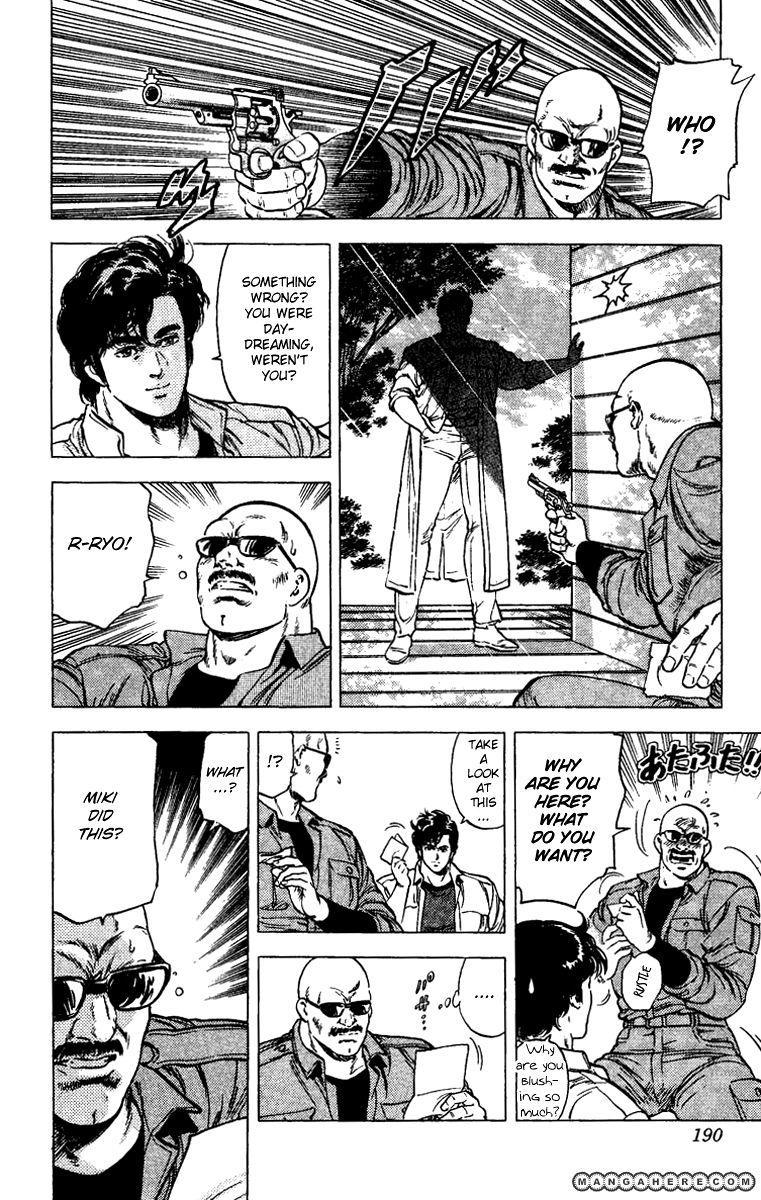 WHO
!?
SOMETHING
WRONG?
YOU WERE
DAY-
DREAMING,
WEREN'T
YOU?
R-RYO!
あたふた!!
WHY
ARE YOU
HERE?
WHAT
DO YOU
WANT?
RUSTLE
Why
are you
blush-
ing so
much?
TAKE
A
LOOK
AT
THIS
...
!?
....
WHAT
...?
MIKI
DID
THIS?
190
MANGAHERE.COM